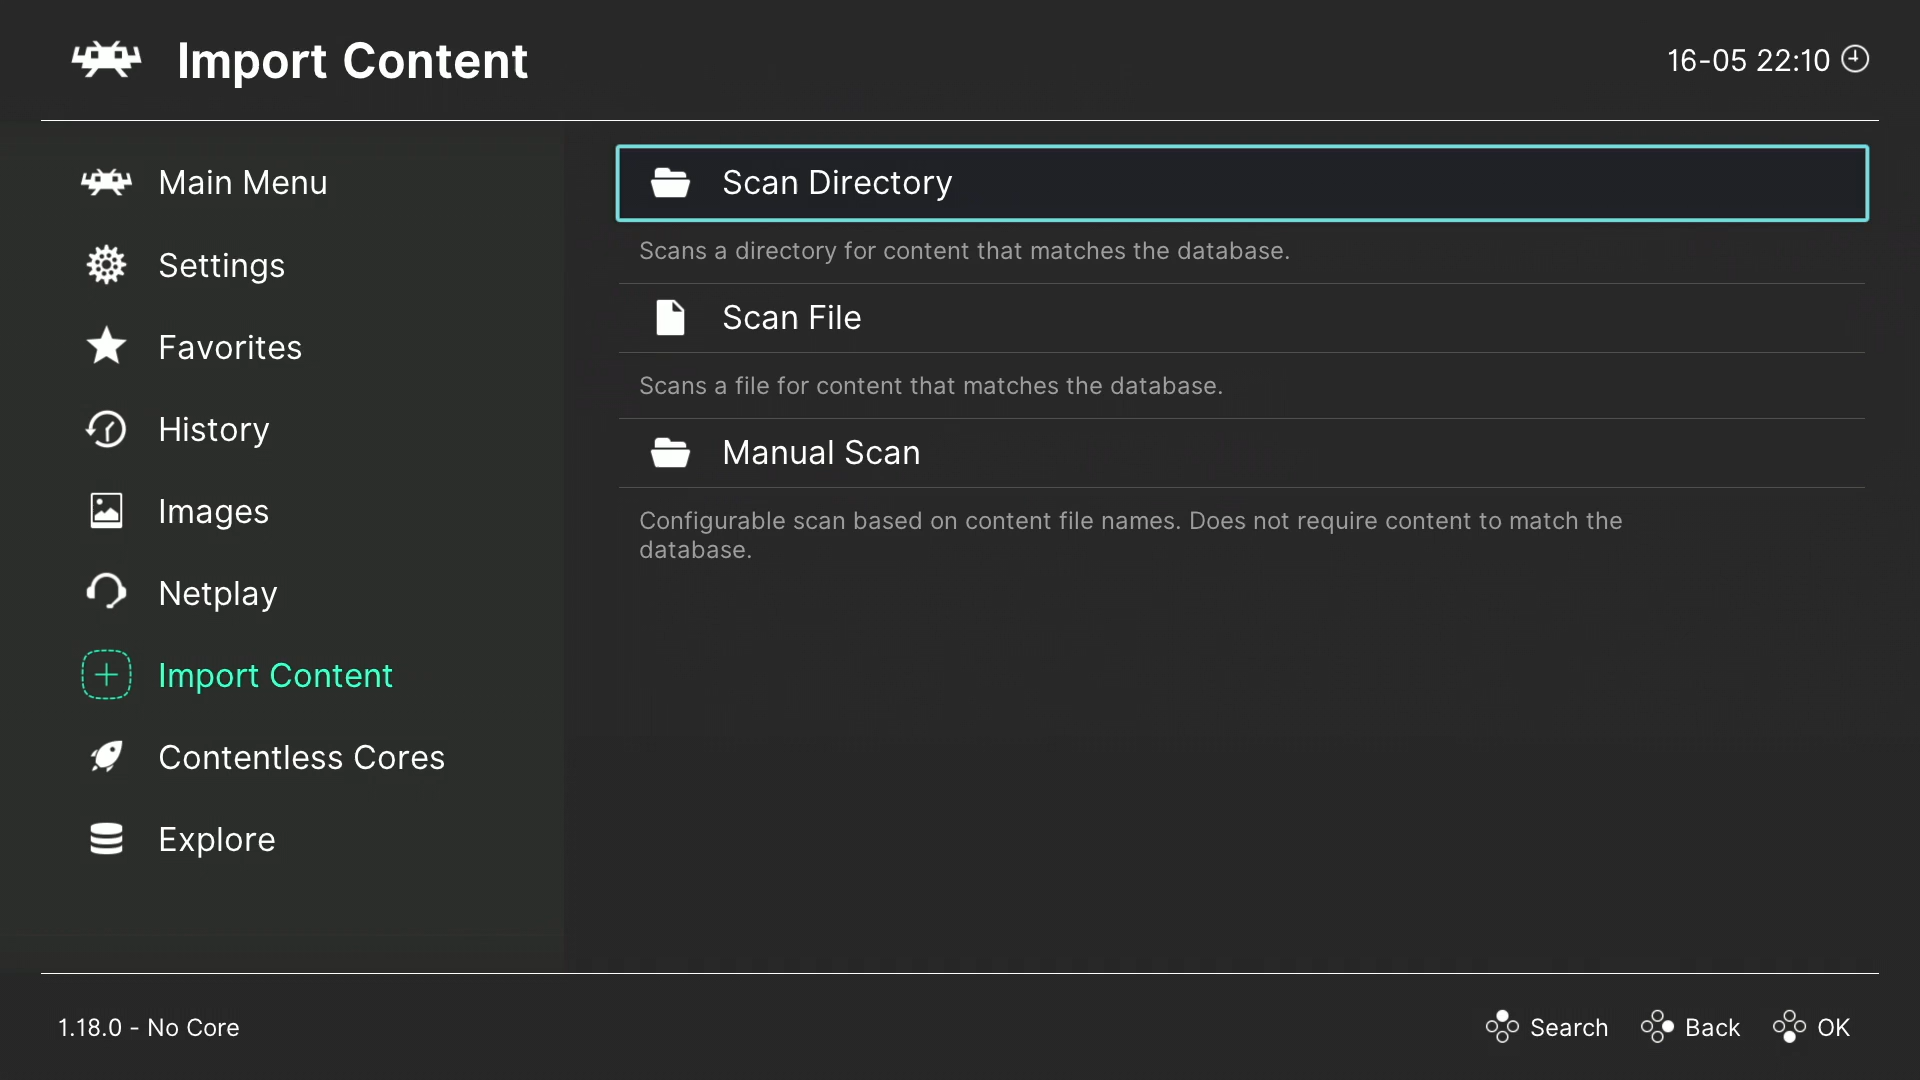 Import Content
16-05 22:10
Main Menu
Settings
Favorites
History
Images
Netplay
Import Content
Contentless Cores
Explore
Scan Directory
Scans a directory for content that matches the database.
Scan File
Scans a file for content that matches the database.
Manual Scan
Configurable scan based on content file names. Does not require content to match the
database.
1.18.0 - No Core
Search
Back
OK